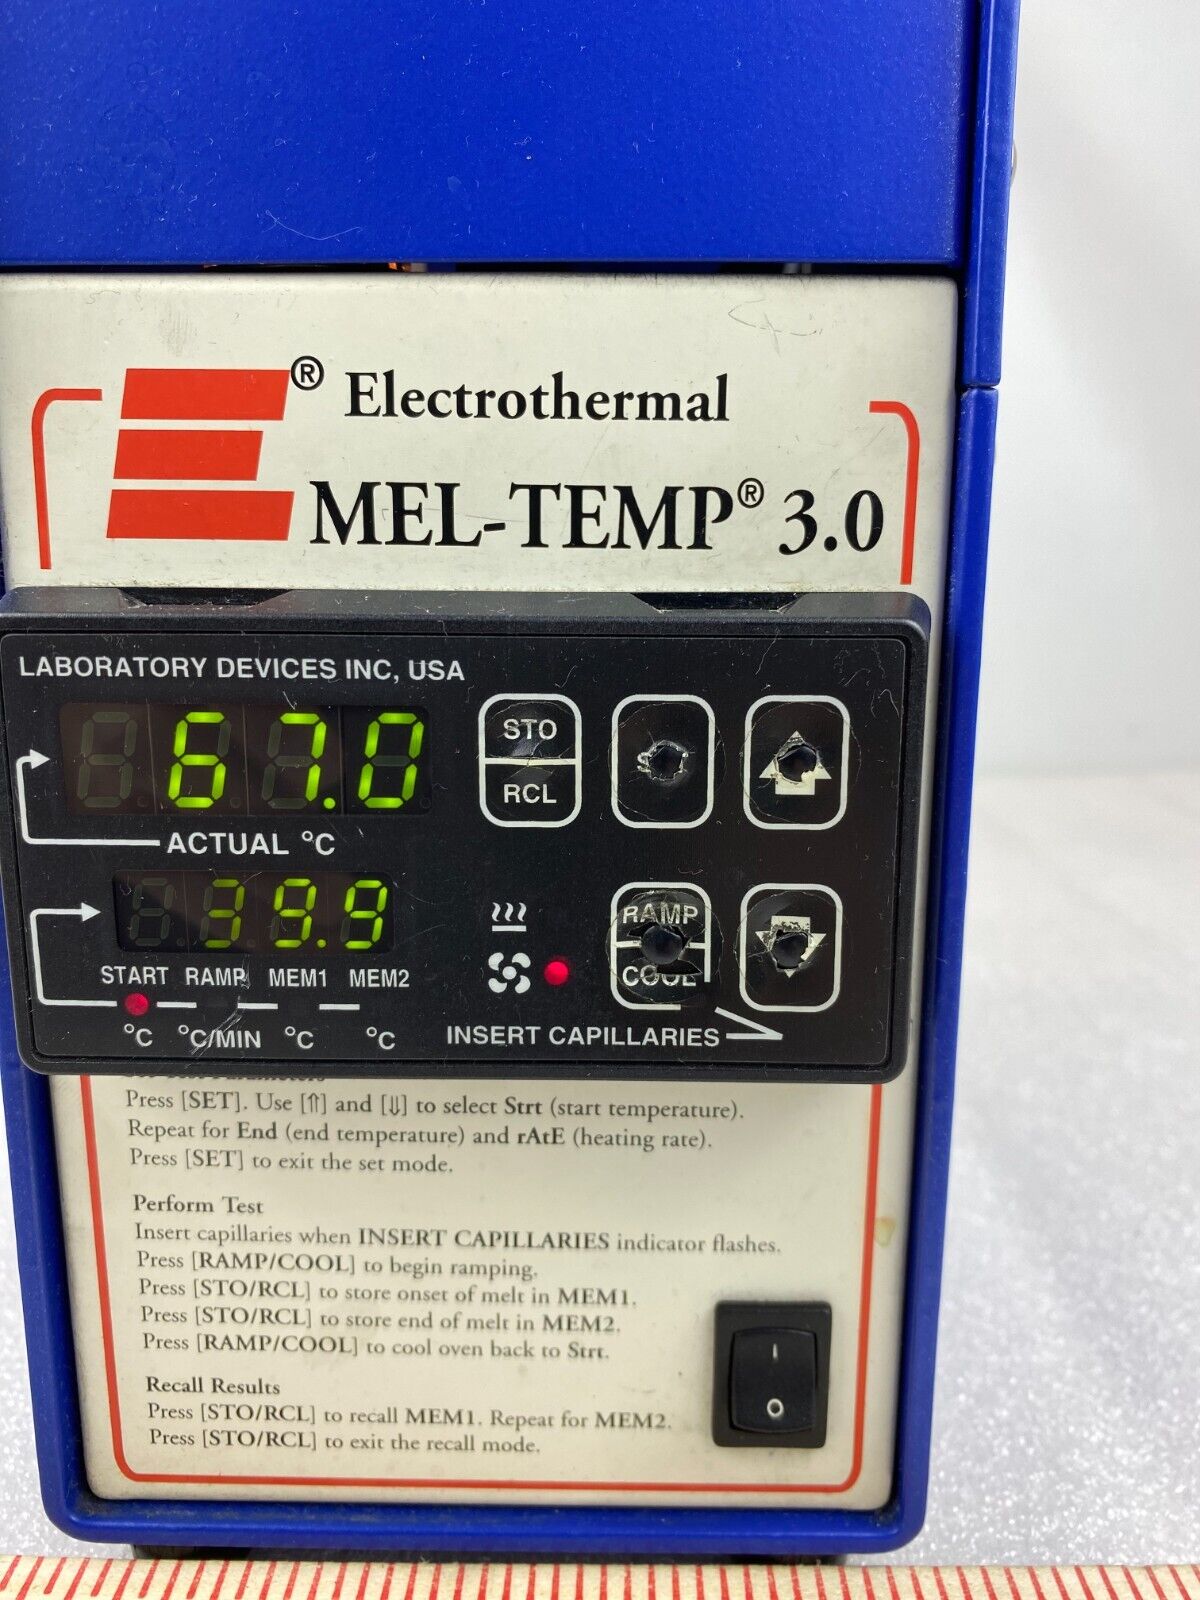 ® Electrothermal
MEL-TEMP® 3.0
LABORATORY DEVICES INC, USA
67.0
ACTUAL °C
39.9
START RAMP MEM1 MEM2
°C °C/MIN °C °C
STO
RCL
RAMP
COOL
INSERT CAPILLARIES
Press [SET]. Use [⇑] and [⇓] to select Strt (start temperature).
Repeat for End (end temperature) and rAtE (heating rate).
Press [SET] to exit the set mode.
Perform Test
Insert capillaries when INSERT CAPILLARIES indicator flashes.
Press [RAMP/COOL] to begin ramping.
Press [STO/RCL] to store onset of melt in MEM1.
Press [STO/RCL] to store end of melt in MEM2.
Press [RAMP/COOL] to cool oven back to Strt.
Recall Results
Press [STO/RCL] to recall MEM1. Repeat for MEM2.
Press [STO/RCL] to exit the recall mode.
I
O